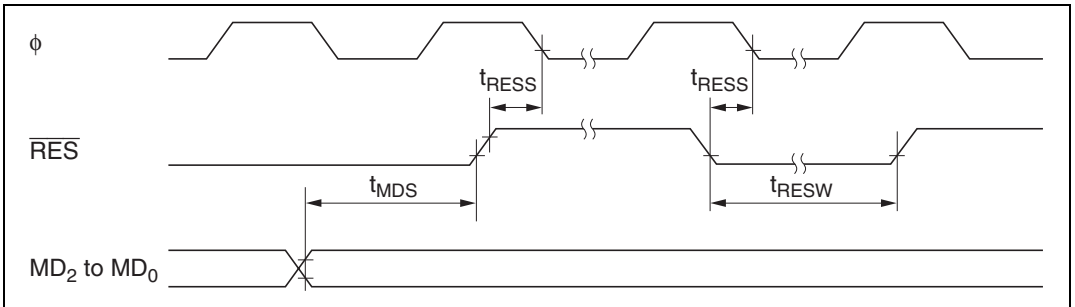 ϕ
tRESS tRESS
RES
tMDS tRESW
MD2 to MD0